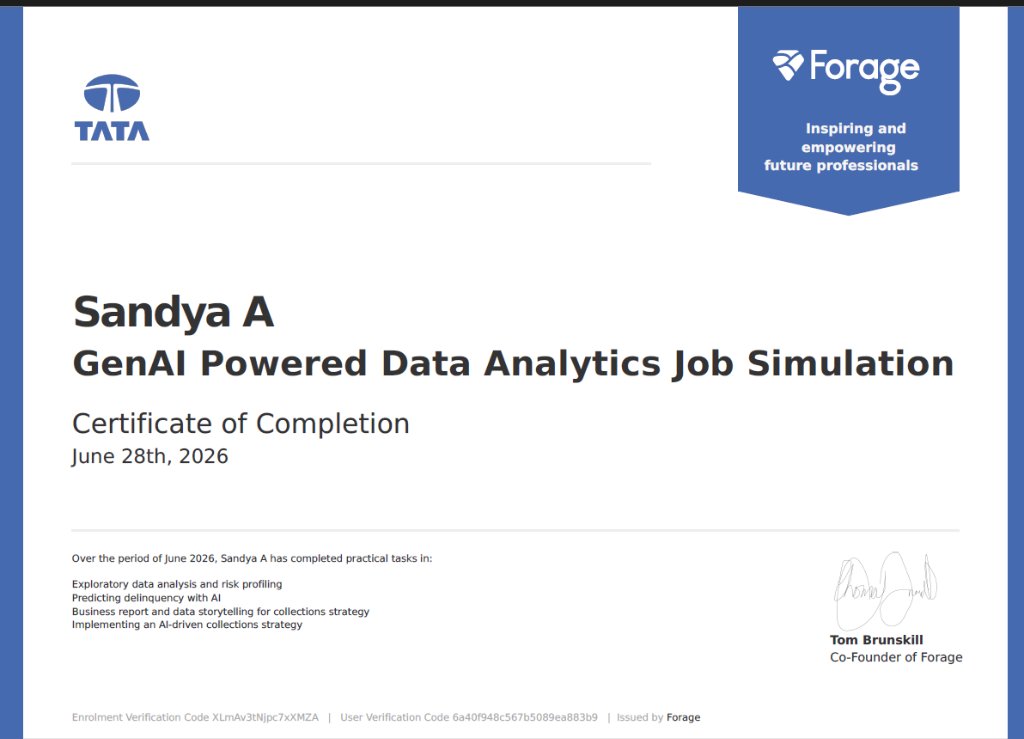 TATA
Forage
Inspiring and
empowering
future professionals
Sandya A
GenAI Powered Data Analytics Job Simulation
Certificate of Completion
June 28th, 2026
Over the period of June 2026, Sandya A has completed practical tasks in:
Exploratory data analysis and risk profiling
Predicting delinquency with AI
Business report and data storytelling for collections strategy
Implementing an AI-driven collections strategy
Tom Brunskill
Co-Founder of Forage
Enrolment Verification Code XLmAv3tNjpc7xXMZA | User Verification Code 6a40f948c567b5089ea883b9 | Issued by Forage